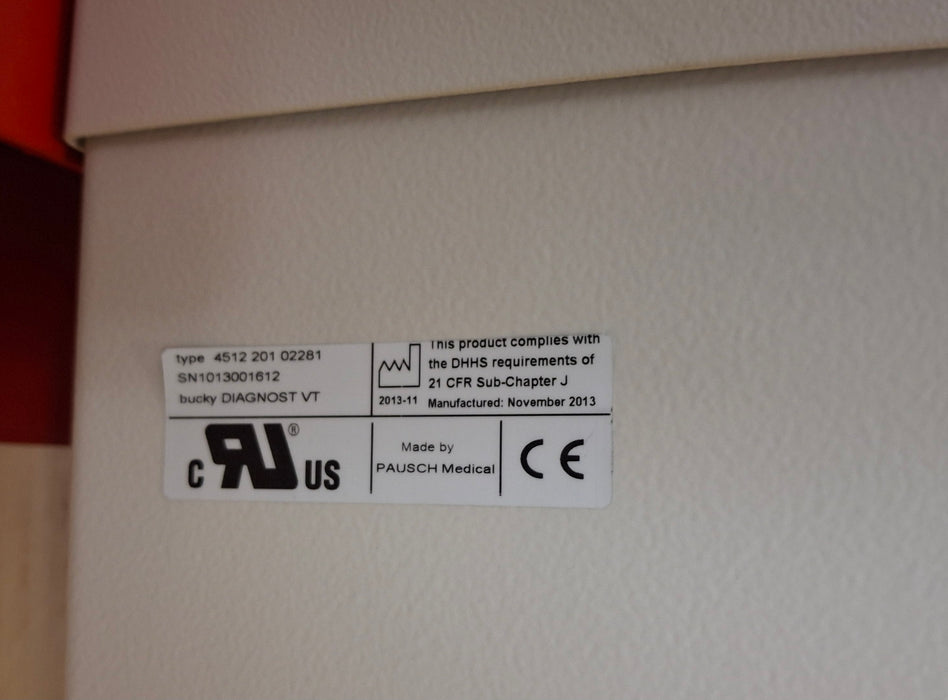 type 4512 201 02281
SN1013001612
bucky DIAGNOST VT
2013-11
This product complies with
the DHHS requirements of
21 CFR Sub-Chapter J
Manufactured: November 2013
C RU® US
Made by
PAUSCH Medical
CE